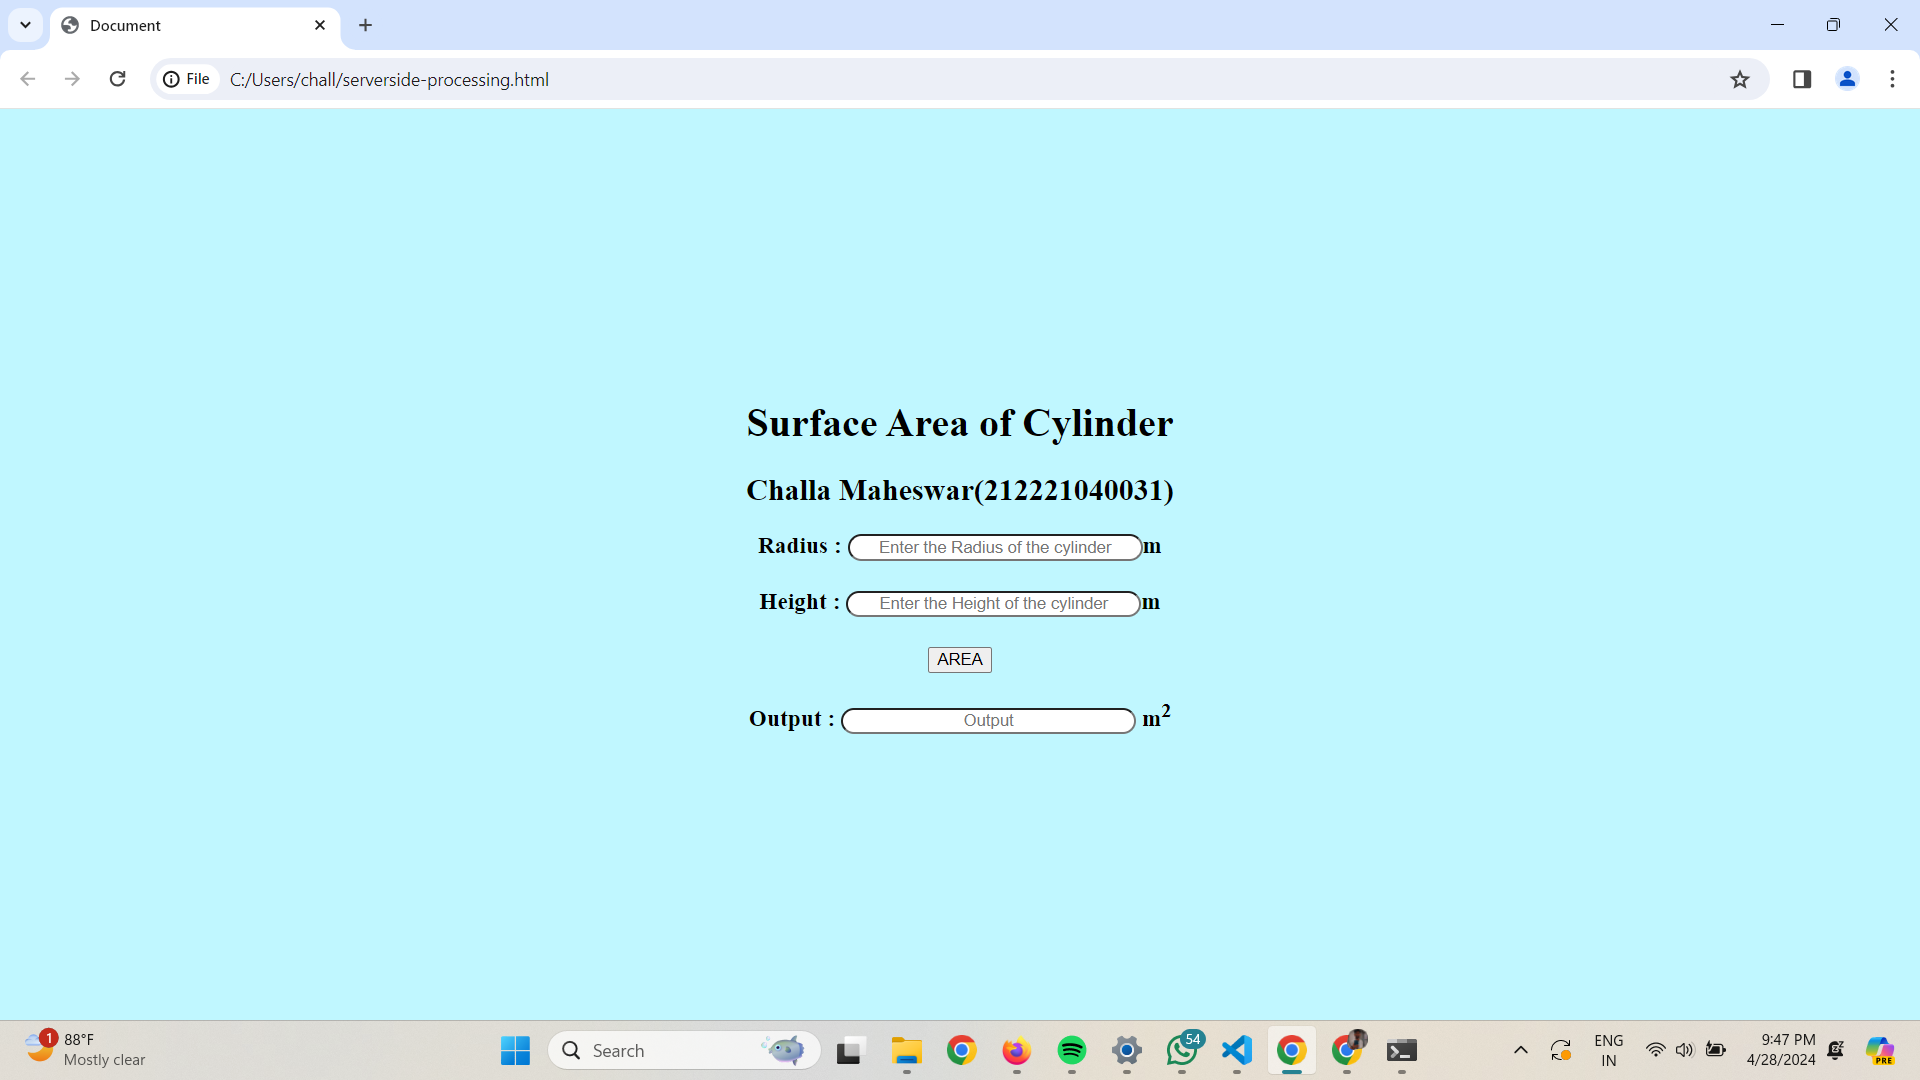 Document
File
C:/Users/chall/serverside-processing.html
Surface Area of Cylinder
Challa Maheswar(212221040031)
Radius : Enter the Radius of the cylinder m
Height : Enter the Height of the cylinder m
AREA
Output : Output m²
1
88°F
Mostly clear
Search
54
ENG
IN
9:47 PM
4/28/2024
PRE